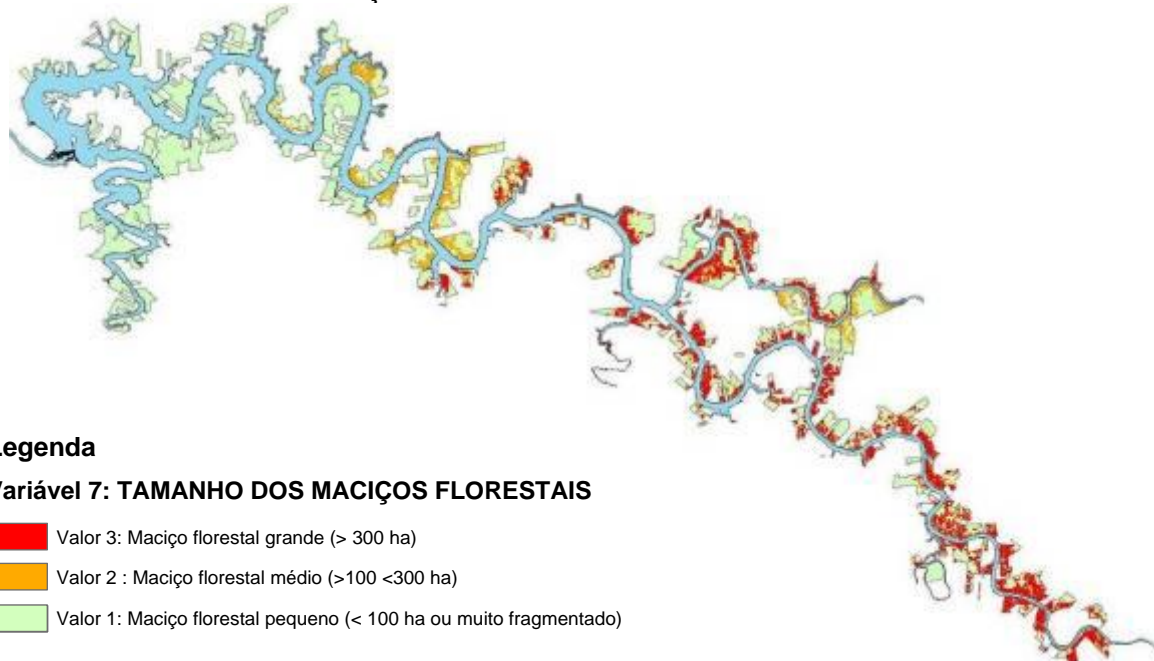 egenda
Variável 7: TAMANHO DOS MACIÇOS FLORESTAIS
Valor 3: Maciço florestal grande (> 300 ha)
Valor 2 : Maciço florestal médio (>100 <300 ha)
Valor 1: Maciço florestal pequeno (< 100 ha ou muito fragmentado)